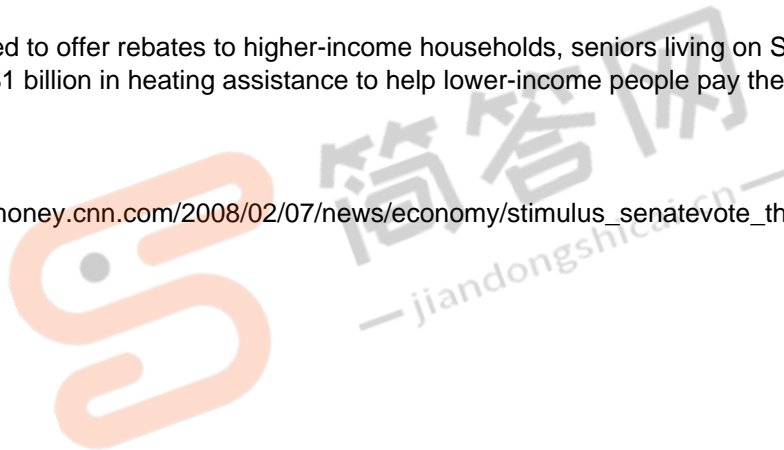 ed to offer rebates to higher-income households, seniors living on S
1 billion in heating assistance to help lower-income people pay the
简答网
money.cnn.com/2008/02/07/news/economy/stimulus_senatevote_th
jiandongshicai.cn